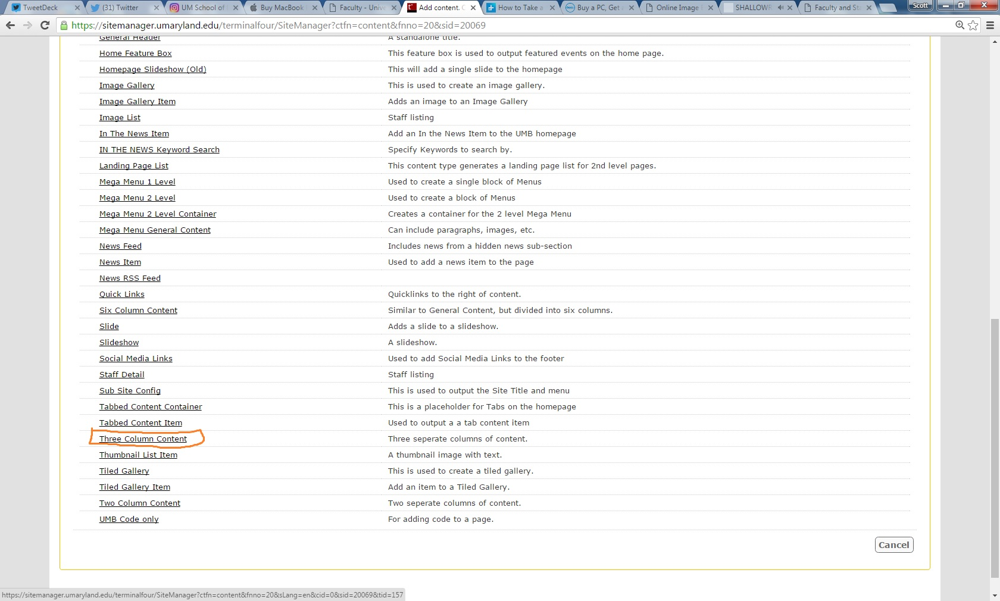 TweetDeck
(31) Twitter
UM School of
Buy MacBook
Faculty - Unive
Add content. C
How to Take a
DELL Buy a PC, Get a
Online Image
SHALLOWR
Faculty and Sta
Scott
https://sitemanager.umaryland.edu/terminalfour/SiteManager?ctfn=content&fnno=20&sid=20069
General Header A standalone title.
Home Feature Box This feature box is used to output featured events on the home page.
Homepage Slideshow (Old) This will add a single slide to the homepage
Image Gallery This is used to create an image gallery.
Image Gallery Item Adds an image to an Image Gallery
Image List Staff listing
In The News Item Add an In the News Item to the UMB homepage
IN THE NEWS Keyword Search Specify Keywords to search by.
Landing Page List This content type generates a landing page list for 2nd level pages.
Mega Menu 1 Level Used to create a single block of Menus
Mega Menu 2 Level Used to create a block of Menus
Mega Menu 2 Level Container Creates a container for the 2 level Mega Menu
Mega Menu General Content Can include paragraphs, images, etc.
News Feed Includes news from a hidden news sub-section
News Item Used to add a news item to the page
News RSS Feed
Quick Links Quicklinks to the right of content.
Six Column Content Similar to General Content, but divided into six columns.
Slide Adds a slide to a slideshow.
Slideshow A slideshow.
Social Media Links Used to add Social Media Links to the footer
Staff Detail Staff listing
Sub Site Config This is used to output the Site Title and menu
Tabbed Content Container This is a placeholder for Tabs on the homepage
Tabbed Content Item Used to output a a tab content item
Three Column Content Three seperate columns of content.
Thumbnail List Item A thumbnail image with text.
Tiled Gallery This is used to create a tiled gallery.
Tiled Gallery Item Add an item to a Tiled Gallery.
Two Column Content Two seperate columns of content.
UMB Code only For adding code to a page.
Cancel
https://sitemanager.umaryland.edu/terminalfour/SiteManager?ctfn=content&fnno=20&sLang=en&cid=0&sid=20069&tid=157